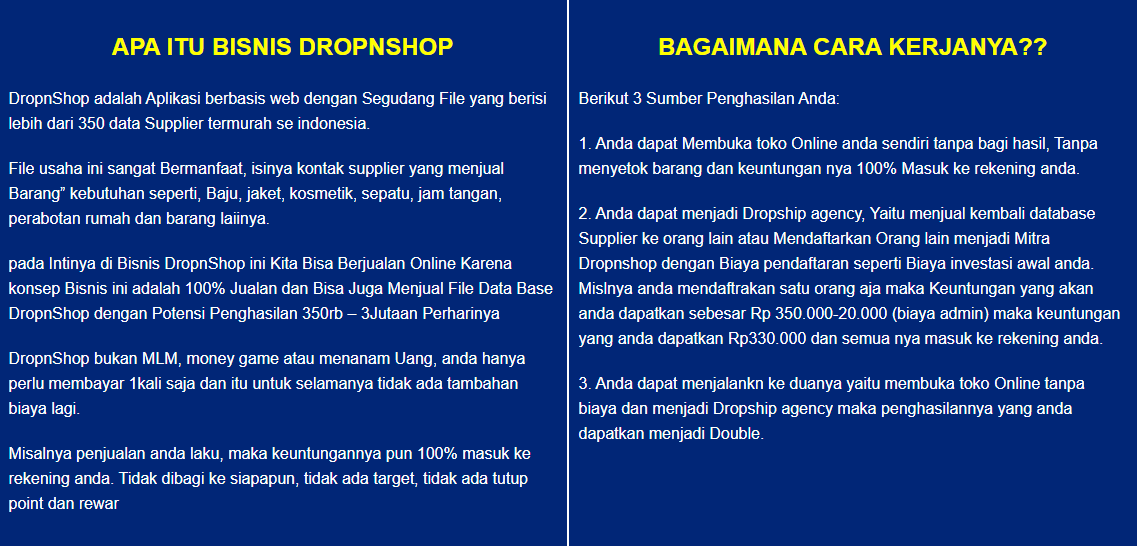 APA ITU BISNIS DROPNSHOP
DropnShop adalah Aplikasi berbasis web dengan Segudang File yang berisi
lebih dari 350 data Supplier termurah se indonesia.
File usaha ini sangat Bermanfaat, isinya kontak supplier yang menjual
Barang” kebutuhan seperti, Baju, jaket, kosmetik, sepatu, jam tangan,
perabotan rumah dan barang laiinya.
pada Intinya di Bisnis DropnShop ini Kita Bisa Berjualan Online Karena
konsep Bisnis ini adalah 100% Jualan dan Bisa Juga Menjual File Data Base
DropnShop dengan Potensi Penghasilan 350rb – 3Jutaan Perharinya
DropnShop bukan MLM, money game atau menanam Uang, anda hanya
perlu membayar 1kali saja dan itu untuk selamanya tidak ada tambahan
biaya lagi.
Misalnya penjualan anda laku, maka keuntungannya pun 100% masuk ke
rekening anda. Tidak dibagi ke siapapun, tidak ada target, tidak ada tutup
point dan rewar
BAGAIMANA CARA KERJANYA??
Berikut 3 Sumber Penghasilan Anda:
1. Anda dapat Membuka toko Online anda sendiri tanpa bagi hasil, Tanpa
menyetok barang dan keuntungan nya 100% Masuk ke rekening anda.
2. Anda dapat menjadi Dropship agency, Yaitu menjual kembali database
Supplier ke orang lain atau Mendaftarkan Orang lain menjadi Mitra
Dropnshop dengan Biaya pendaftaran seperti Biaya investasi awal anda.
Mislnya anda mendaftrakan satu orang aja maka Keuntungan yang akan
anda dapatkan sebesar Rp 350.000-20.000 (biaya admin) maka keuntungan
yang anda dapatkan Rp330.000 dan semua nya masuk ke rekening anda.
3. Anda dapat menjalankn ke duanya yaitu membuka toko Online tanpa
biaya dan menjadi Dropship agency maka penghasilannya yang anda
dapatkan menjadi Double.